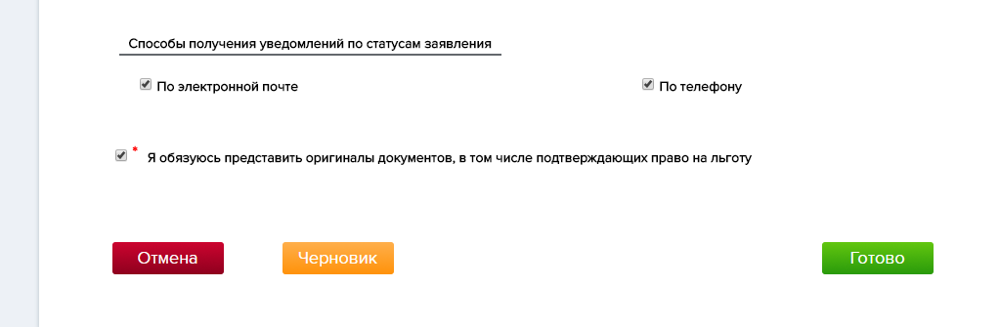 Способы получения уведомлений по статусам заявления
По электронной почте По телефону
* Я обязуюсь представить оригиналы документов, в том числе подтверждающих право на льготу
Отмена Черновик Готово